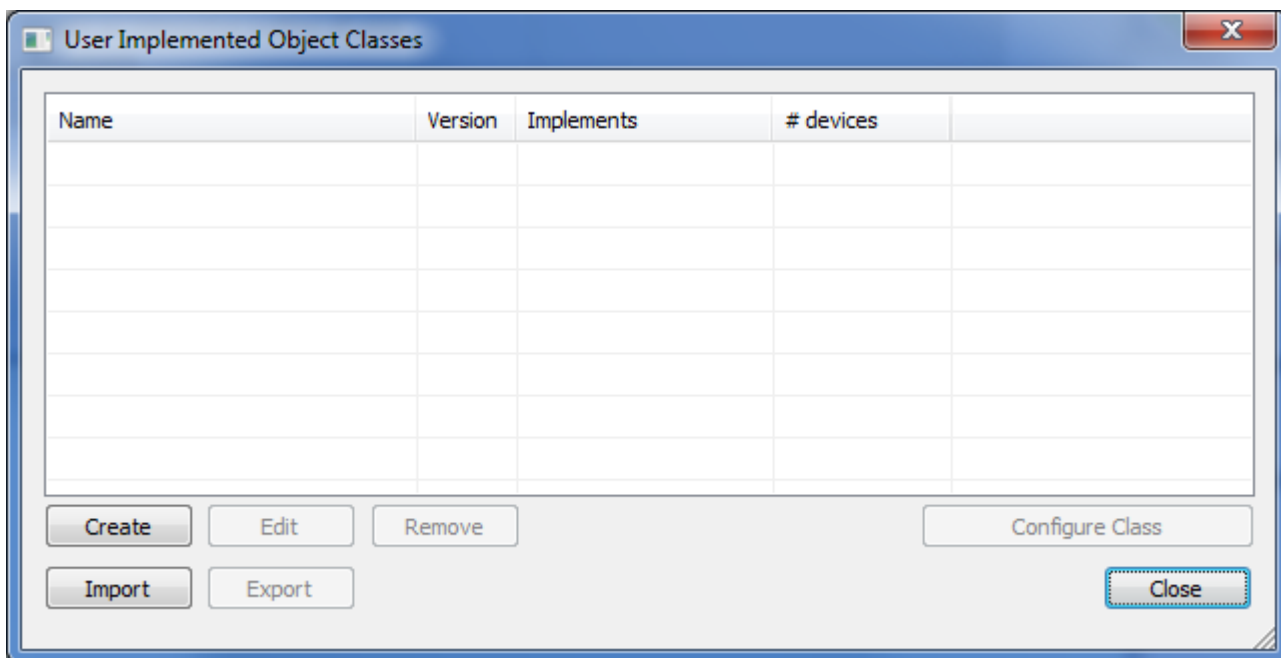 User Implemented Object Classes
Name Version Implements # devices
Create Edit Remove Configure Class
Import Export Close